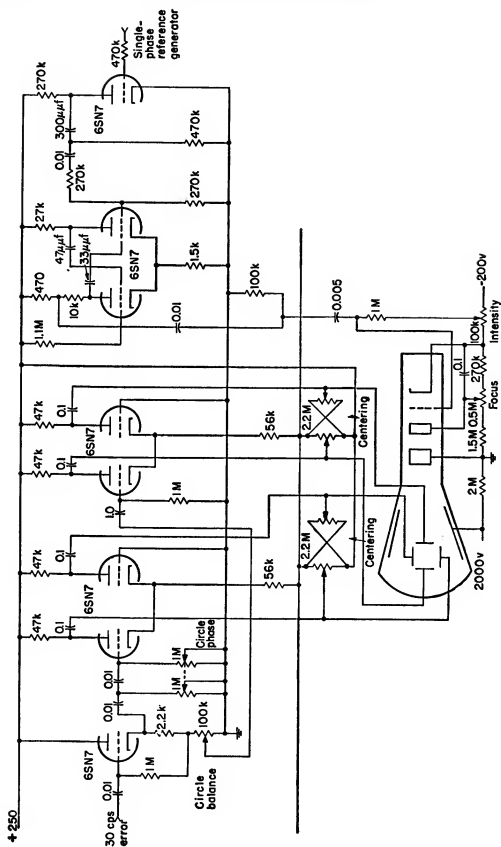 +250
47k
47k
47k
47k
1.1M
470
27k
270k
0.1
0.1
0.1
0.1
10k
47μμf
33μμf
0.01
300μμf
270k
470k
Single-
phase
reference
generator
6SN7
6SN7
6SN7
6SN7
6SN7
0.01
30 cps
error
1M
0.01
0.01
2.2k
100k
Circle
balance
1M
1M
Circle
phase
1.0
1M
56k
56k
0.01
1.5k
270k
470k
100k
2.2M
2.2M
Centering
Centering
0.005
1M
0.1
2000v
2M
1.5M
0.5M
270k
100k
-200v
Focus
Intensity